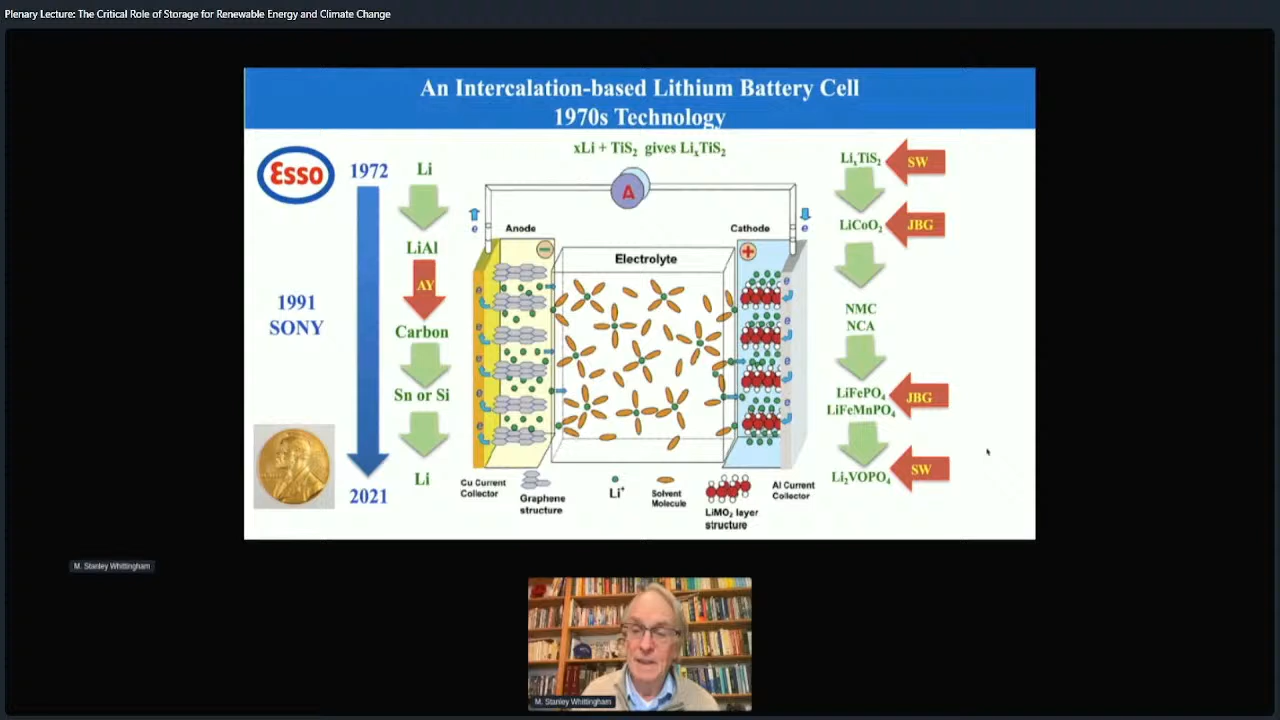 Plenary Lecture: The Critical Role of Storage for Renewable Energy and Climate Change
An Intercalation-based Lithium Battery Cell
1970s Technology
xLi + TiS₂ gives LiₓTiS₂
Esso
1972
Li
LiAl
AY
1991
SONY
Carbon
Sn or Si
Li
2021
A
e
e
Anode
Cathode
−
+
Electrolyte
e
e
e
e
e
e
e
e
e
e
Cu Current
Collector
Graphene
structure
Li⁺
Solvent
Molecule
LiMO₂ layer
structure
Al Current
Collector
LiₓTiS₂
SW
LiCoO₂
JBG
NMC
NCA
LiFePO₄
LiFeMnPO₄
JBG
Li₂VOPO₄
SW
M. Stanley Whittingham
M. Stanley Whittingham